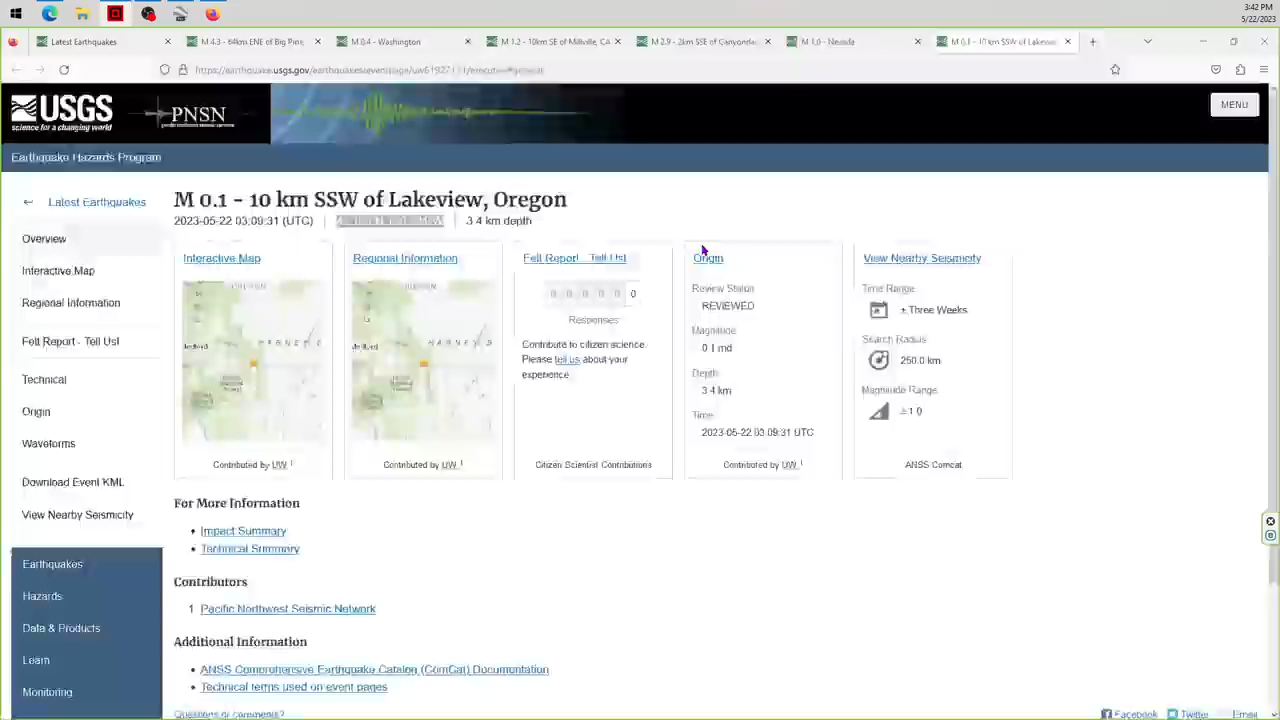 3:42 PM
5/22/2023
Latest Earthquakes
M 4.3 - 64km ENE of Big Pine,
M 0.4 - Washington
M 1.2 - 10km SE of Millville, CA
M 2.9 - 2km SSE of Canyondam,
M 1.0 - Nevada
M 0.1 - 10 km SSW of Lakeview,
USGS
science for a changing world
PNSN
MENU
Earthquake Hazards Program
← Latest Earthquakes
Overview
Interactive Map
Regional Information
Felt Report - Tell Us!
Technical
Origin
Waveforms
Download Event KML
View Nearby Seismicity
Earthquakes
Hazards
Data & Products
Learn
Monitoring
M 0.1 - 10 km SSW of Lakeview, Oregon
2023-05-22 03:09:31 (UTC)
3.4 km depth
Interactive Map
Contributed by UW 1
Regional Information
Contributed by UW 1
Felt Report - Tell Us!
0 0 0 0 0 0
Responses
Contribute to citizen science.
Please tell us about your
experience.
Citizen Scientist Contributions
Origin
Review Status
REVIEWED
Magnitude
0.1 md
Depth
3.4 km
Time
2023-05-22 03:09:31 UTC
Contributed by UW 1
View Nearby Seismicity
Time Range
± Three Weeks
Search Radius
250.0 km
Magnitude Range
≥ 1.0
ANSS Comcat
For More Information
• Impact Summary
• Technical Summary
Contributors
1 Pacific Northwest Seismic Network
Additional Information
• ANSS Comprehensive Earthquake Catalog (ComCat) Documentation
• Technical terms used on event pages
Questions or comments?
Facebook
Twitter
Email